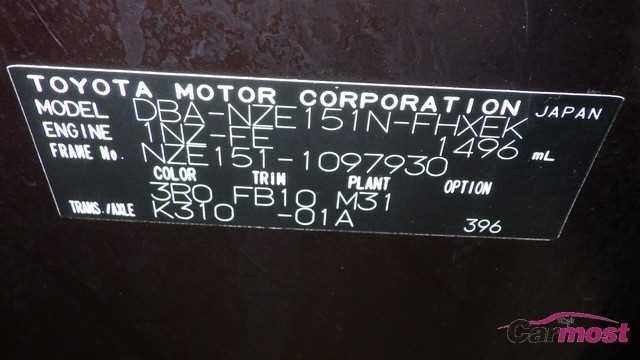 TOYOTA MOTOR CORPORATION JAPAN
MODEL DBA-NZE151N-FHXEK
ENGINE 1NZ-FE 1496 mL
FRAME No. NZE151-1097930
COLOR TRIM PLANT OPTION
3R0 FB10 M31
TRANS./AXLE K310 -01A
396
Carmost